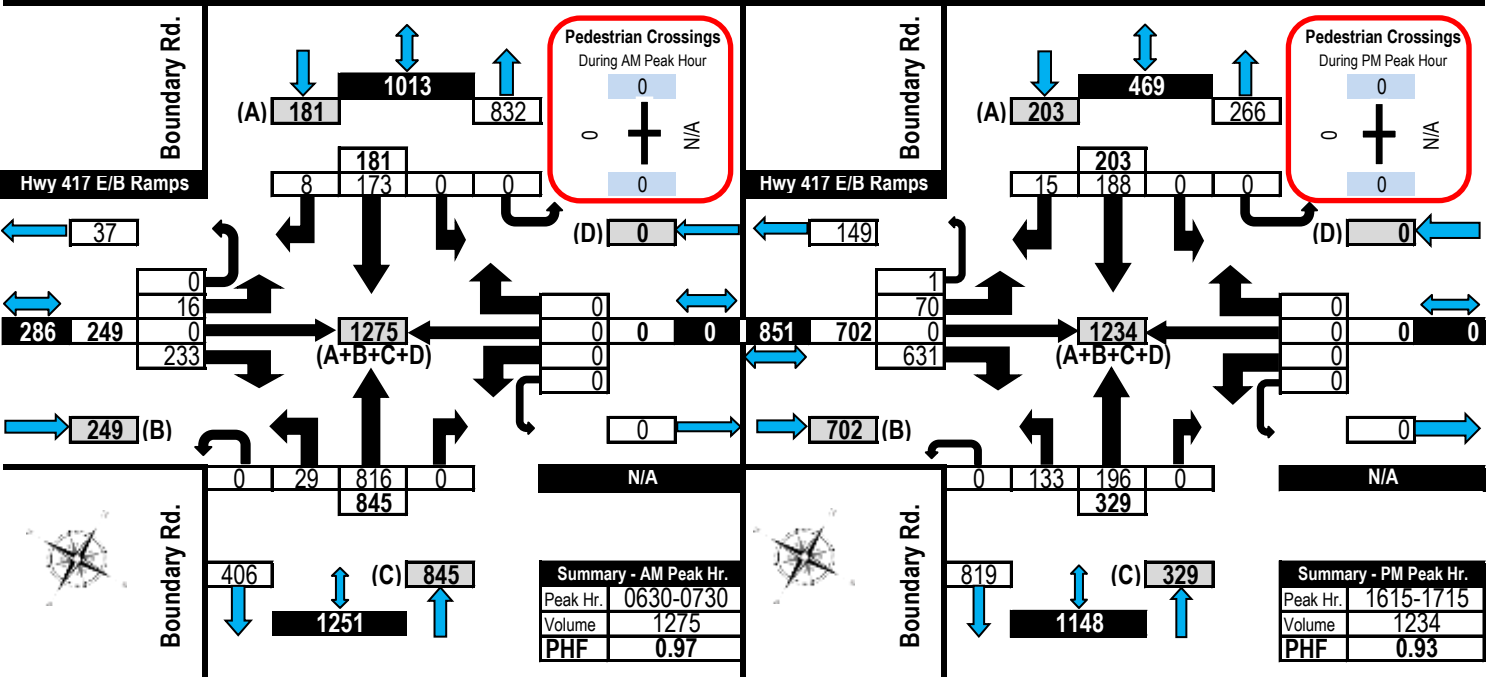 Boundary Rd.
Pedestrian Crossings
During AM Peak Hour
0
0
N/A
0
1013
(A) 181
832
181
8 173 0 0
Hwy 417 E/B Ramps
37
(D) 0
0
16
286 249 0
233
1275
(A+B+C+D)
0
0 0 0
0
0
249 (B)
0
0 29 816 0
845
N/A
Boundary Rd.
406
(C) 845
1251
Summary - AM Peak Hr.
Peak Hr. 0630-0730
Volume 1275
PHF 0.97
Boundary Rd.
Pedestrian Crossings
During PM Peak Hour
0
0
N/A
0
469
(A) 203
266
203
15 188 0 0
Hwy 417 E/B Ramps
149
(D) 0
1
70
851 702 0
631
1234
(A+B+C+D)
0
0 0 0
0
0
702 (B)
0
0 133 196 0
329
N/A
Boundary Rd.
819
(C) 329
1148
Summary - PM Peak Hr.
Peak Hr. 1615-1715
Volume 1234
PHF 0.93